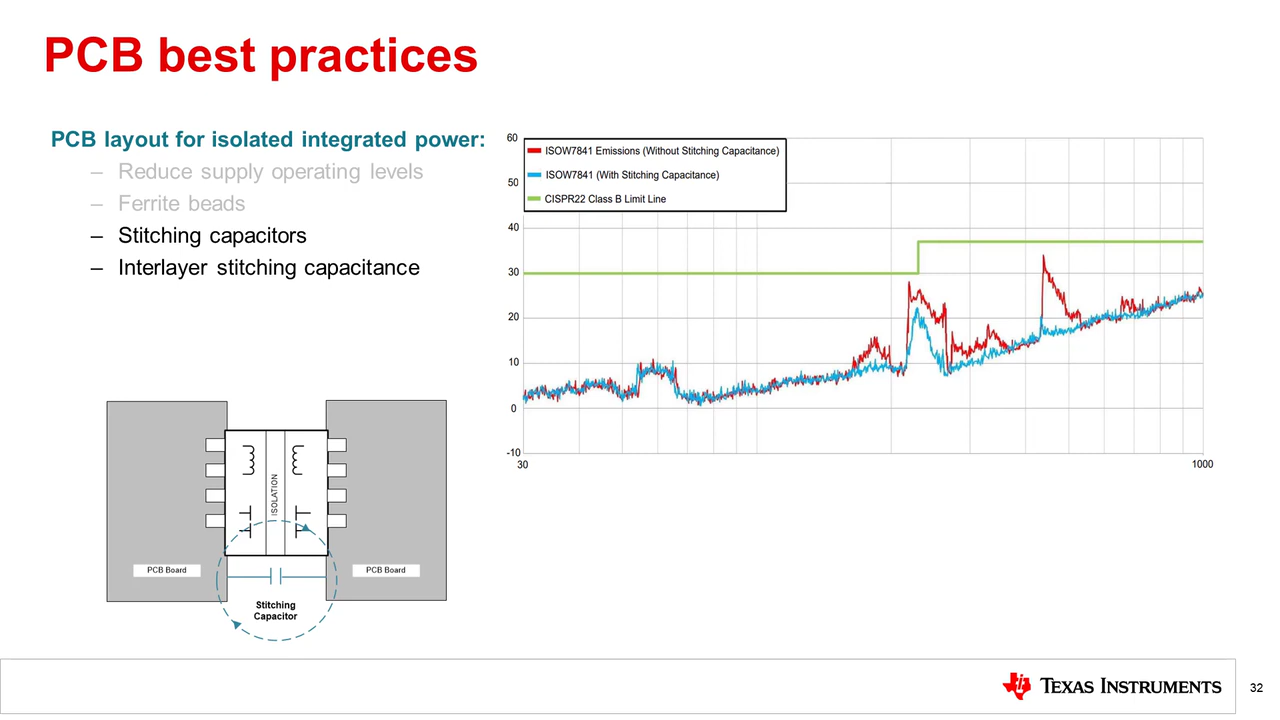 PCB best practices
PCB layout for isolated integrated power:
– Reduce supply operating levels
– Ferrite beads
– Stitching capacitors
– Interlayer stitching capacitance
60
50
40
30
20
10
0
-10
30
1000
ISOW7841 Emissions (Without Stitching Capacitance)
ISOW7841 (With Stitching Capacitance)
CISPR22 Class B Limit Line
ISOLATION
PCB Board
PCB Board
Stitching
Capacitor
TEXAS INSTRUMENTS
32